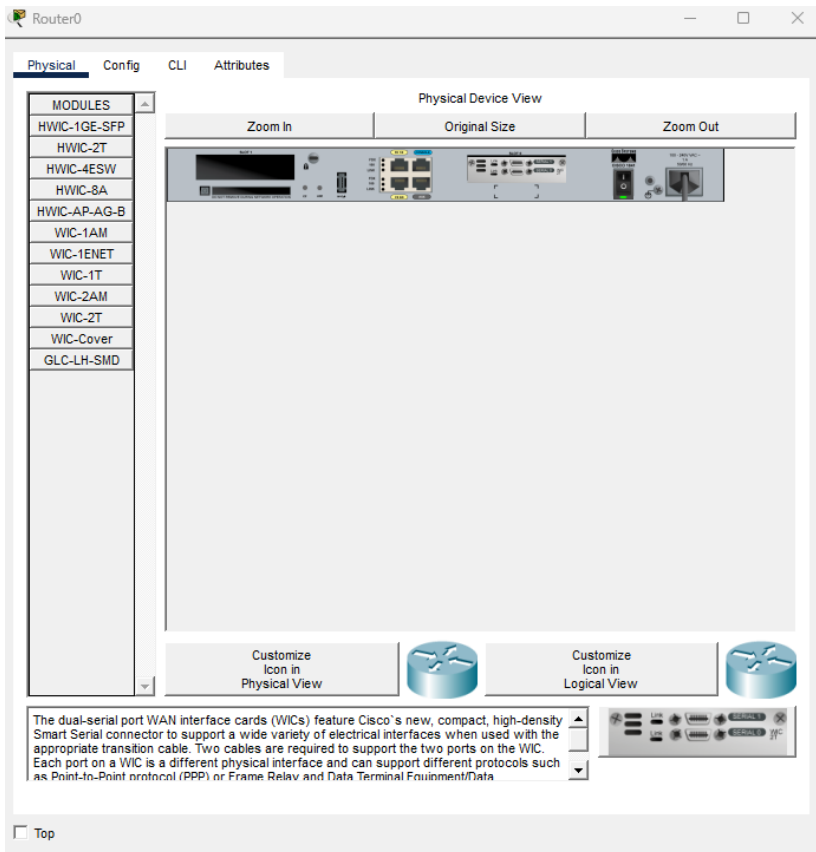 Router0
Physical Config CLI Attributes
MODULES
HWIC-1GE-SFP
HWIC-2T
HWIC-4ESW
HWIC-8A
HWIC-AP-AG-B
WIC-1AM
WIC-1ENET
WIC-1T
WIC-2AM
WIC-2T
WIC-Cover
GLC-LH-SMD
Physical Device View
Zoom In Original Size Zoom Out
Customize
Icon in
Physical View
Customize
Icon in
Logical View
The dual-serial port WAN interface cards (WICs) feature Cisco`s new, compact, high-density
Smart Serial connector to support a wide variety of electrical interfaces when used with the
appropriate transition cable. Two cables are required to support the two ports on the WIC.
Each port on a WIC is a different physical interface and can support different protocols such
as Point-to-Point protocol (PPP) or Frame Relay and Data Terminal Equipment/Data
Link SERIAL 1
Link SERIAL 0
Top